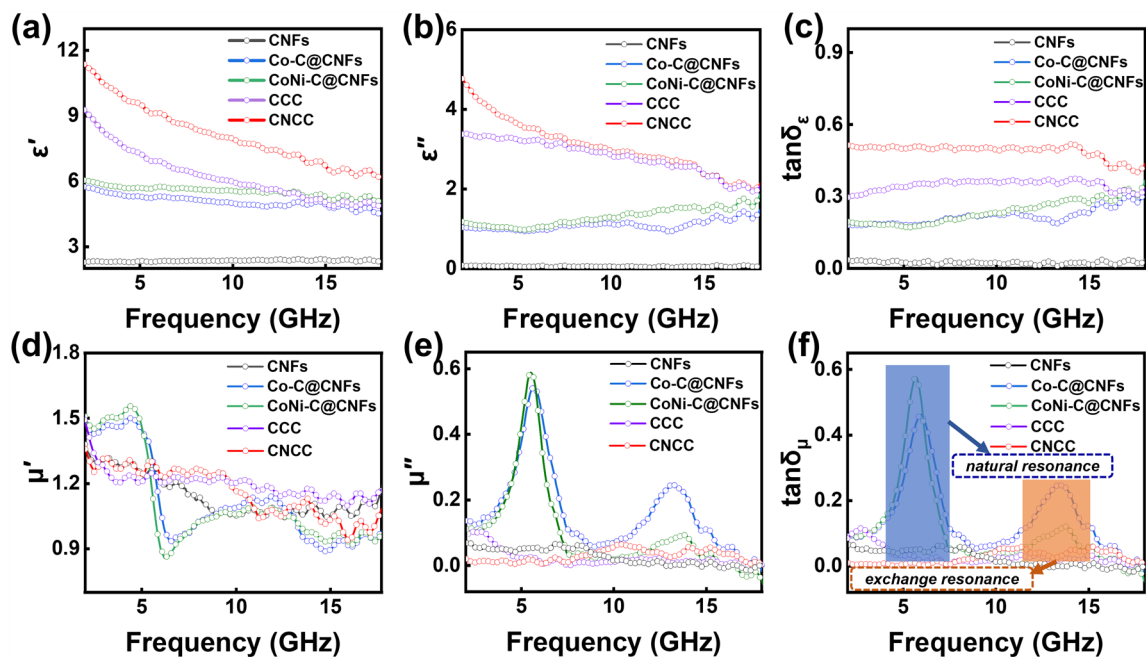 (a)
12
9
6
3
ε′
5
10
15
Frequency (GHz)
CNFs
Co-C@CNFs
CoNi-C@CNFs
CCC
CNCC
(b)
6
4
2
0
ε″
5
10
15
Frequency (GHz)
CNFs
Co-C@CNFs
CoNi-C@CNFs
CCC
CNCC
(c)
0.9
0.6
0.3
0.0
tanδε
5
10
15
Frequency (GHz)
CNFs
Co-C@CNFs
CoNi-C@CNFs
CCC
CNCC
(d)
1.8
1.5
1.2
0.9
μ′
5
10
15
Frequency (GHz)
CNFs
Co-C@CNFs
CoNi-C@CNFs
CCC
CNCC
(e)
0.6
0.4
0.2
0.0
μ″
5
10
15
Frequency (GHz)
CNFs
Co-C@CNFs
CoNi-C@CNFs
CCC
CNCC
(f)
0.6
0.4
0.2
0.0
tanδμ
5
10
15
Frequency (GHz)
CNFs
Co-C@CNFs
CoNi-C@CNFs
CCC
CNCC
natural resonance
exchange resonance